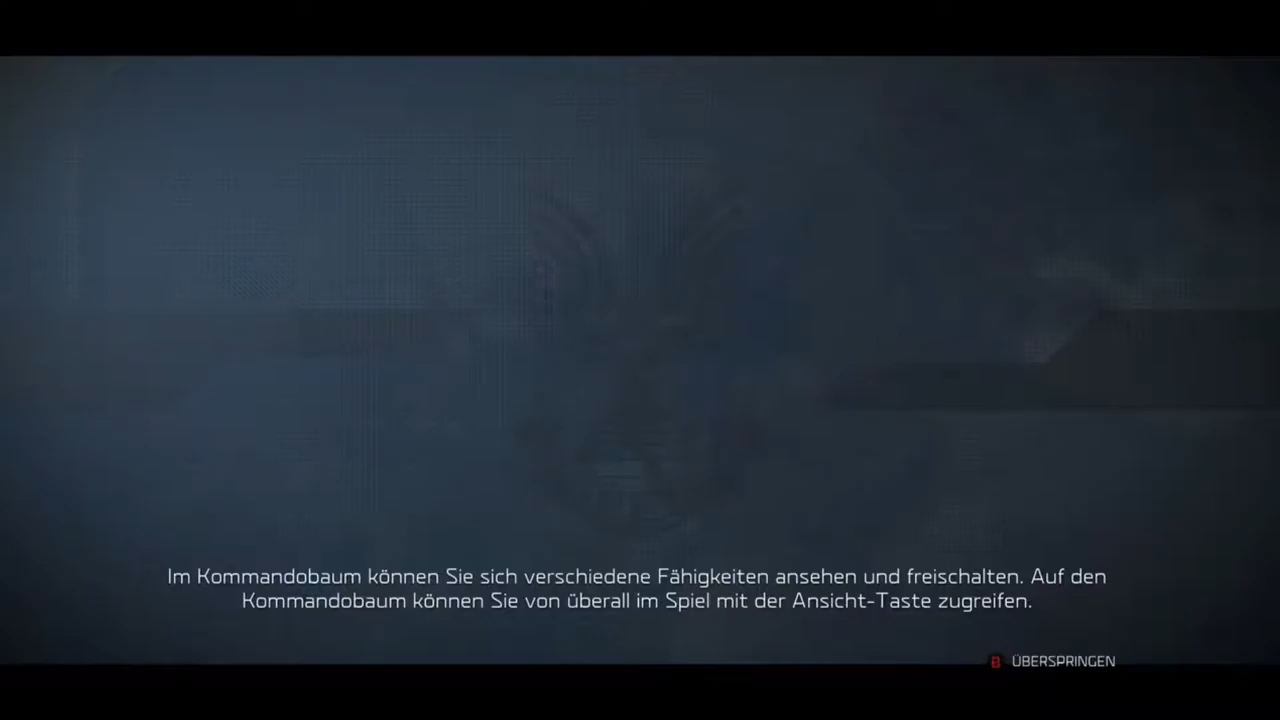 Im Kommandobaum können Sie sich verschiedene Fähigkeiten ansehen und freischalten. Auf den
Kommandobaum können Sie von überall im Spiel mit der Ansicht-Taste zugreifen.
B ÜBERSPRINGEN